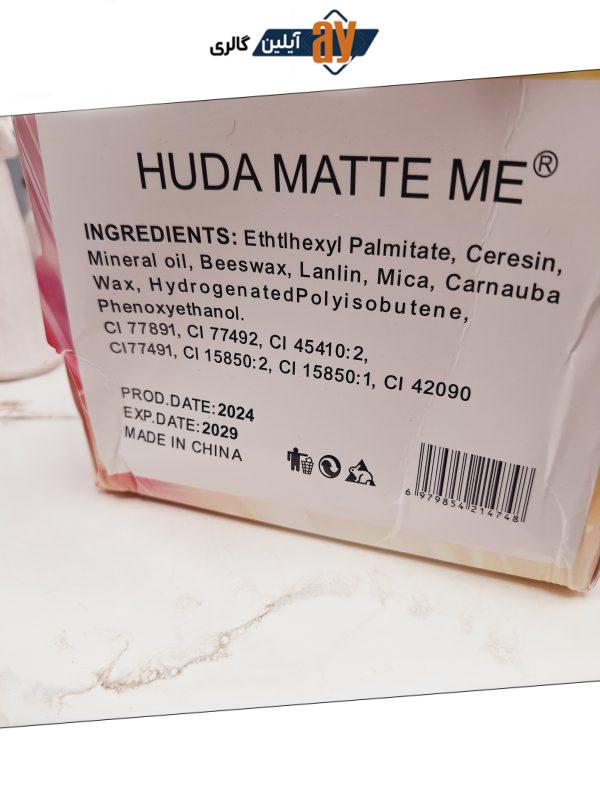 آیلین گالری ay
HUDA MATTE ME®
INGREDIENTS: Ethtlhexyl Palmitate, Ceresin,
Mineral oil, Beeswax, Lanlin, Mica, Carnauba
Wax, HydrogenatedPolyisobutene,
Phenoxyethanol.
CI 77891, CI 77492, CI 45410:2,
CI77491, CI 15850:2, CI 15850:1, CI 42090
PROD.DATE:2024
EXP.DATE:2029
MADE IN CHINA
6 979854 214748